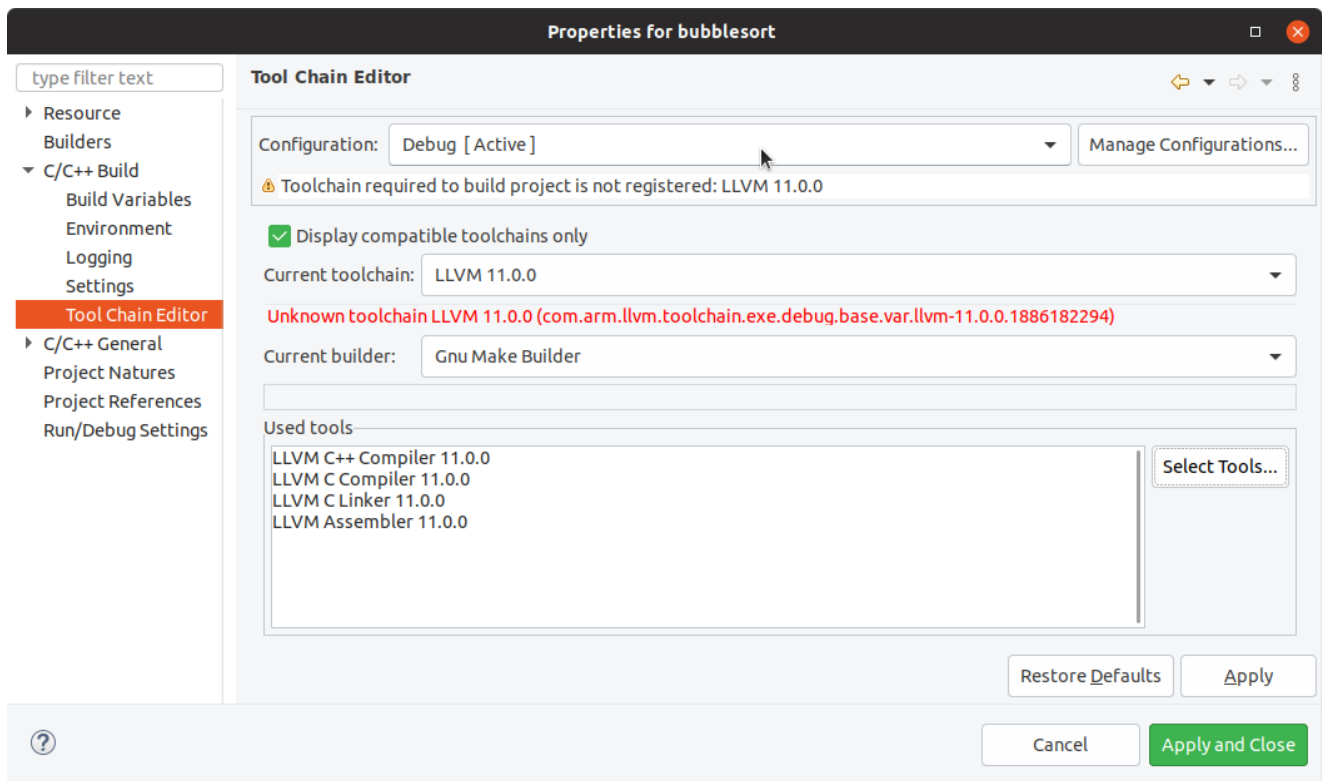 Properties for bubblesort
type filter text
Resource
Builders
C/C++ Build
Build Variables
Environment
Logging
Settings
Tool Chain Editor
C/C++ General
Project Natures
Project References
Run/Debug Settings
Tool Chain Editor
Configuration: Debug [ Active ] Manage Configurations...
Toolchain required to build project is not registered: LLVM 11.0.0
Display compatible toolchains only
Current toolchain: LLVM 11.0.0
Unknown toolchain LLVM 11.0.0 (com.arm.llvm.toolchain.exe.debug.base.var.llvm-11.0.0.1886182294)
Current builder: Gnu Make Builder
Used tools
LLVM C++ Compiler 11.0.0
LLVM C Compiler 11.0.0
LLVM C Linker 11.0.0
LLVM Assembler 11.0.0
Select Tools...
Restore Defaults Apply
? Cancel Apply and Close